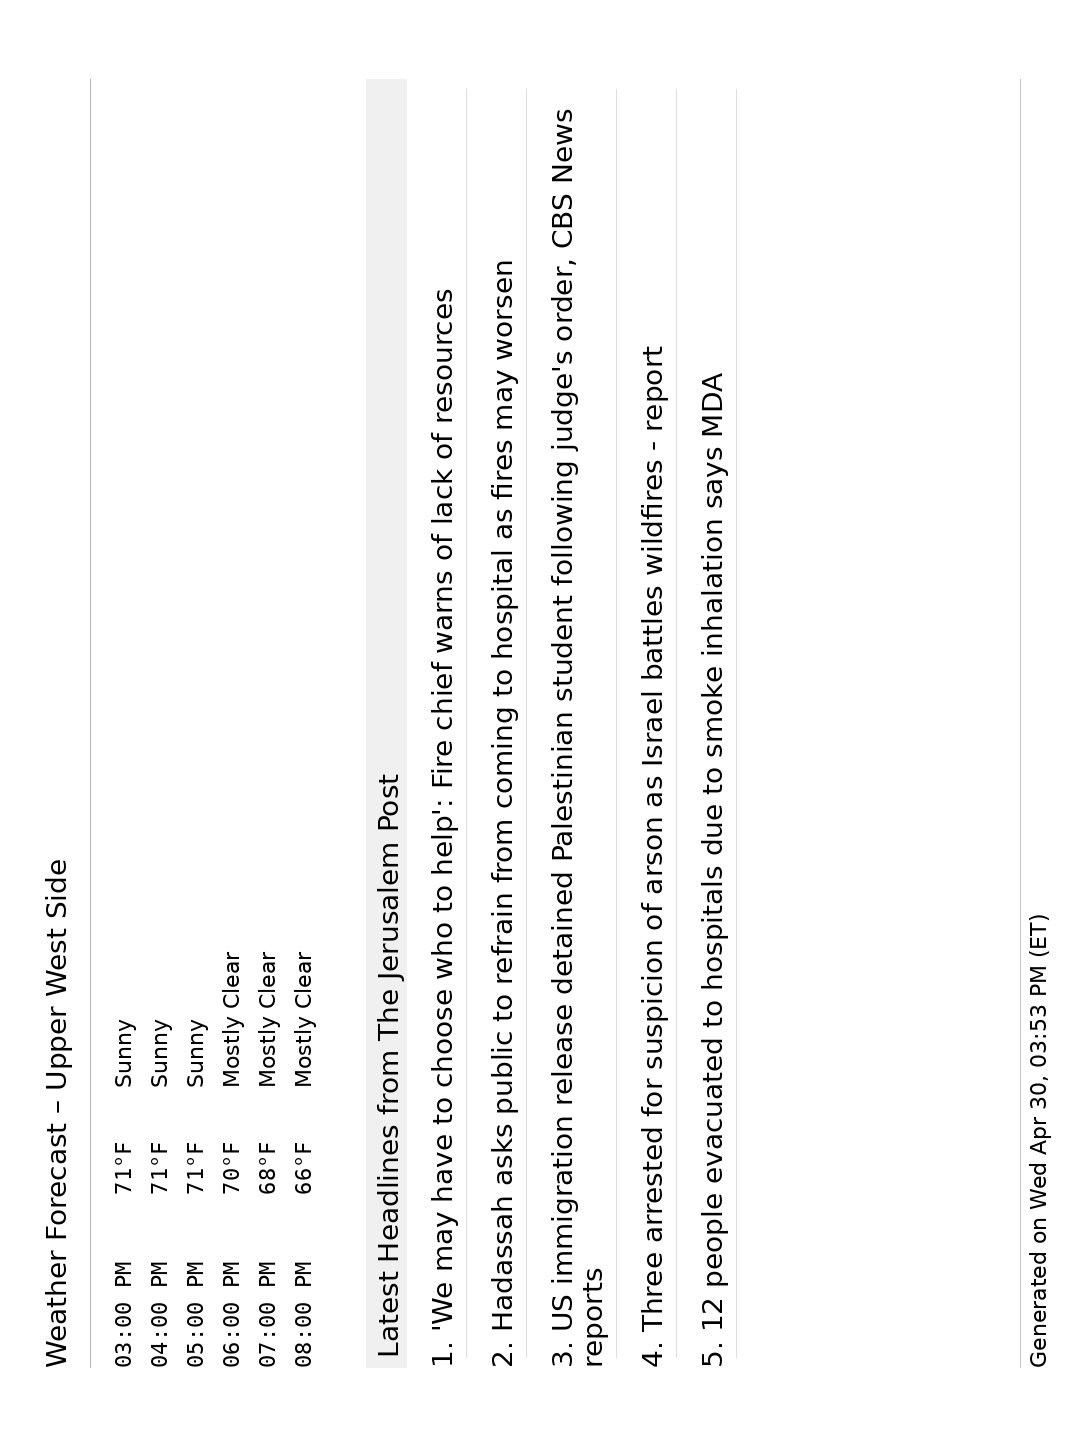 Weather Forecast – Upper West Side
03:00 PM 71°F Sunny
04:00 PM 71°F Sunny
05:00 PM 71°F Sunny
06:00 PM 70°F Mostly Clear
07:00 PM 68°F Mostly Clear
08:00 PM 66°F Mostly Clear
Latest Headlines from The Jerusalem Post
1. 'We may have to choose who to help': Fire chief warns of lack of resources
2. Hadassah asks public to refrain from coming to hospital as fires may worsen
3. US immigration release detained Palestinian student following judge's order, CBS News
reports
4. Three arrested for suspicion of arson as Israel battles wildfires - report
5. 12 people evacuated to hospitals due to smoke inhalation says MDA
Generated on Wed Apr 30, 03:53 PM (ET)